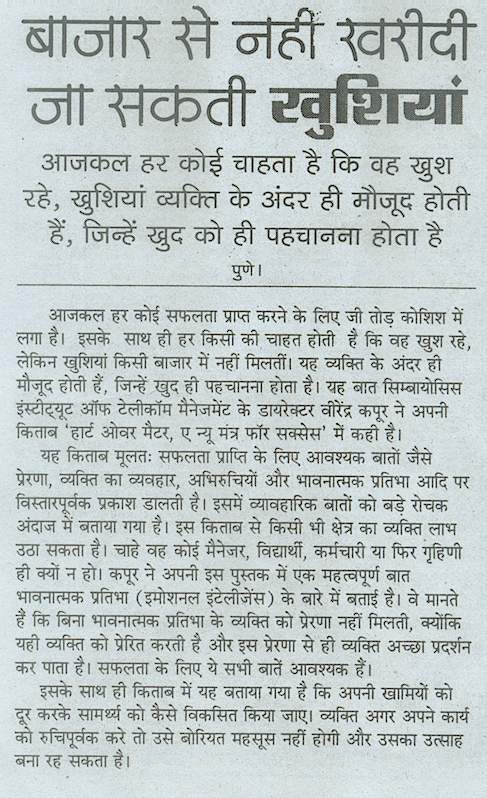 बाजार से नहीं खरीदी
जा सकती खुशियां
आजकल हर कोई चाहता है कि वह खुश
रहे, खुशियां व्यक्ति के अंदर ही मौजूद होती
हैं, जिन्हें खुद को ही पहचानना होता है
पुणे।
आजकल हर कोई सफलता प्राप्त करने के लिए जी तोड़ कोशिश में
लगा है। इसके साथ ही हर किसी की चाहत होती है कि वह खुश रहे,
लेकिन खुशियां किसी बाजार में नहीं मिलतीं। यह व्यक्ति के अंदर ही
मौजूद होती हैं, जिन्हें खुद ही पहचानना होता है। यह बात सिम्बायोसिस
इंस्टीट्यूट ऑफ टेलीकॉम मैनेजमेंट के डायरेक्टर वीरेंद्र कपूर ने अपनी
किताब ‘हार्ट ओवर मैटर, ए न्यू मंत्र फॉर सक्सेस’ में कही है।
यह किताब मूलतः सफलता प्राप्ति के लिए आवश्यक बातों जैसे
प्रेरणा, व्यक्ति का व्यवहार, अभिरुचियों और भावनात्मक प्रतिभा आदि पर
विस्तारपूर्वक प्रकाश डालती है। इसमें व्यावहारिक बातों को बड़े रोचक
अंदाज में बताया गया है। इस किताब से किसी भी क्षेत्र का व्यक्ति लाभ
उठा सकता है। चाहे वह कोई मैनेजर, विद्यार्थी, कर्मचारी या फिर गृहिणी
ही क्यों न हो। कपूर ने अपनी इस पुस्तक में एक महत्वपूर्ण बात
भावनात्मक प्रतिभा (इमोशनल इंटेलीजेंस) के बारे में बताई है। वे मानते
हैं कि बिना भावनात्मक प्रतिभा के व्यक्ति को प्रेरणा नहीं मिलती, क्योंकि
यही व्यक्ति को प्रेरित करती है और इस प्रेरणा से ही व्यक्ति अच्छा प्रदर्शन
कर पाता है। सफलता के लिए ये सभी बातें आवश्यक हैं।
इसके साथ ही किताब में यह बताया गया है कि अपनी खामियों को
दूर करके सामर्थ्य को कैसे विकसित किया जाए। व्यक्ति अगर अपने कार्य
को रुचिपूर्वक करे तो उसे बोरियत महसूस नहीं होगी और उसका उत्साह
बना रह सकता है।